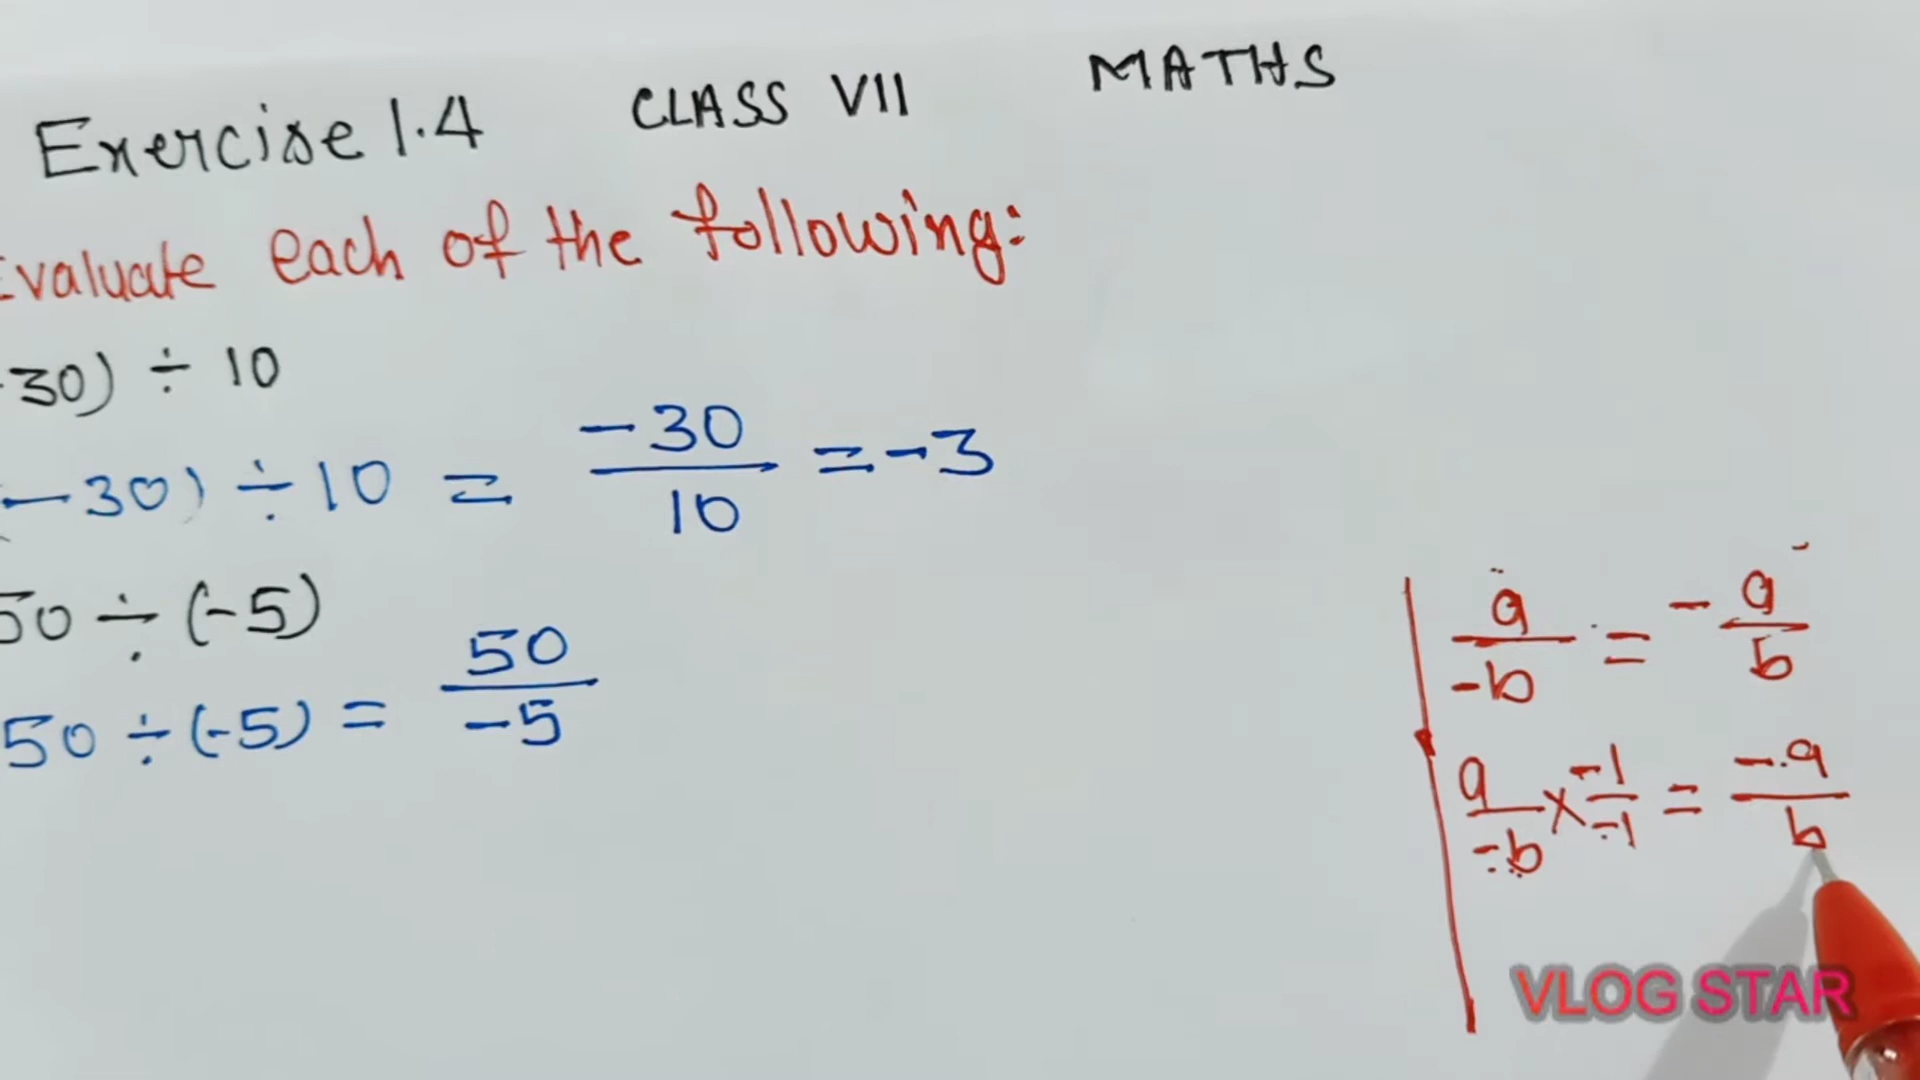 Exercise 1.4 CLASS VII MATHS
Evaluate each of the following:
-30) ÷ 10
(-30) ÷ 10 = -30/10 = -3
50 ÷ (-5)
50 ÷ (-5) = 50/-5
a/-b = - a/b
a/-b × -1/-1 = -a/b
VLOG STAR